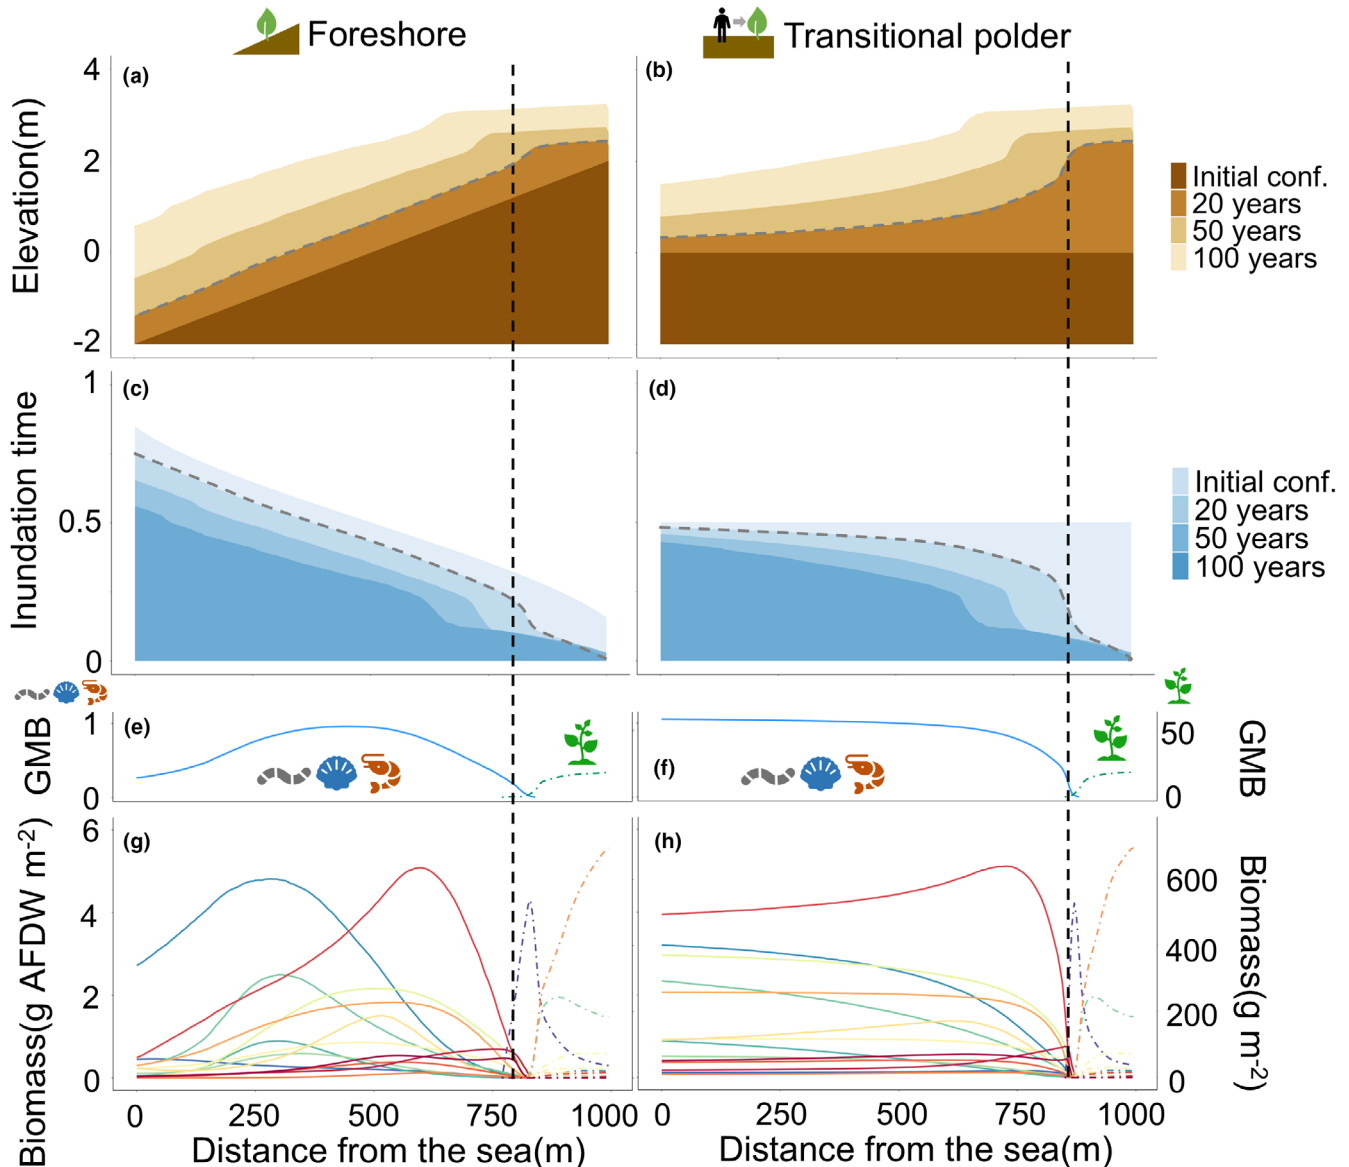 Foreshore
Transitional polder
(a)
(b)
4
2
0
-2
Elevation(m)
Initial conf.
20 years
50 years
100 years
(c)
(d)
1
0.5
0
Inundation time
Initial conf.
20 years
50 years
100 years
(e)
(f)
1
0
GMB
50
0
GMB
(g)
(h)
6
4
2
0
Biomass(g AFDW m-2)
600
400
200
0
Biomass(g m-2)
0 250 500 750 1000
0 250 500 750 1000
Distance from the sea(m)
Distance from the sea(m)